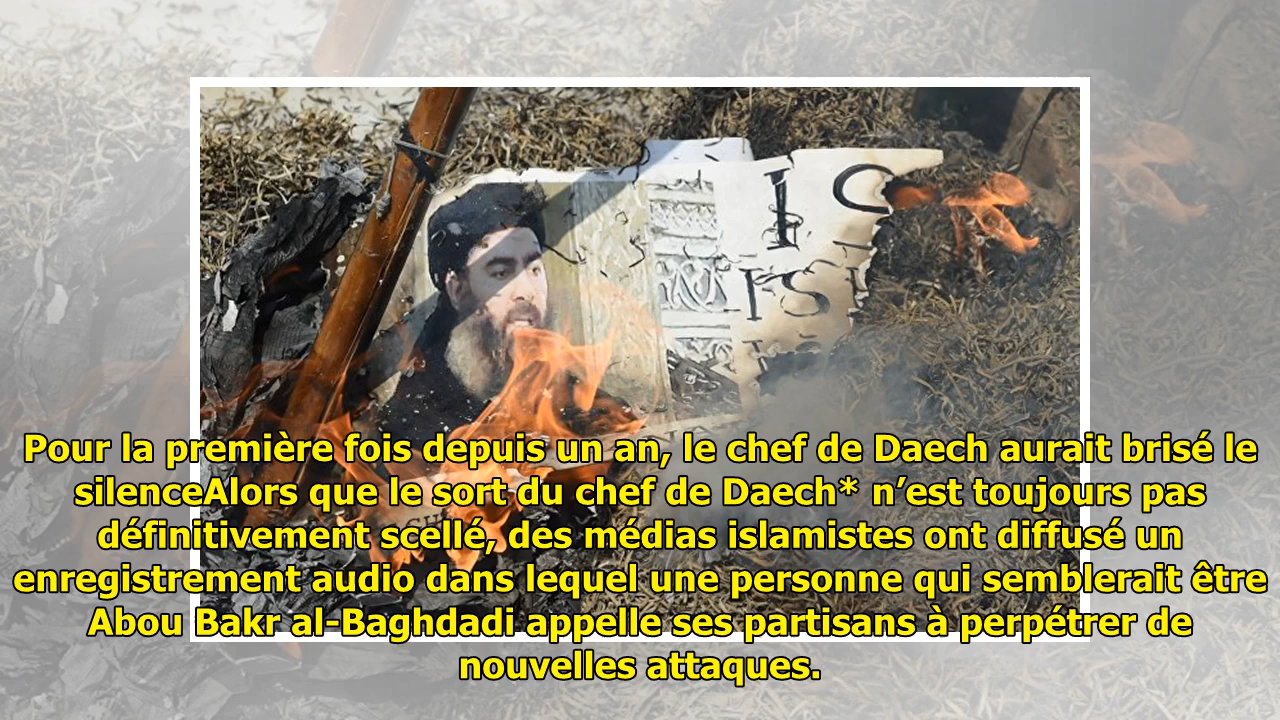 I S
IS
Pour la première fois depuis un an, le chef de Daech aurait brisé le
silenceAlors que le sort du chef de Daech* n’est toujours pas
définitivement scellé, des médias islamistes ont diffusé un
enregistrement audio dans lequel une personne qui semblerait être
Abou Bakr al-Baghdadi appelle ses partisans à perpétrer de
nouvelles attaques.